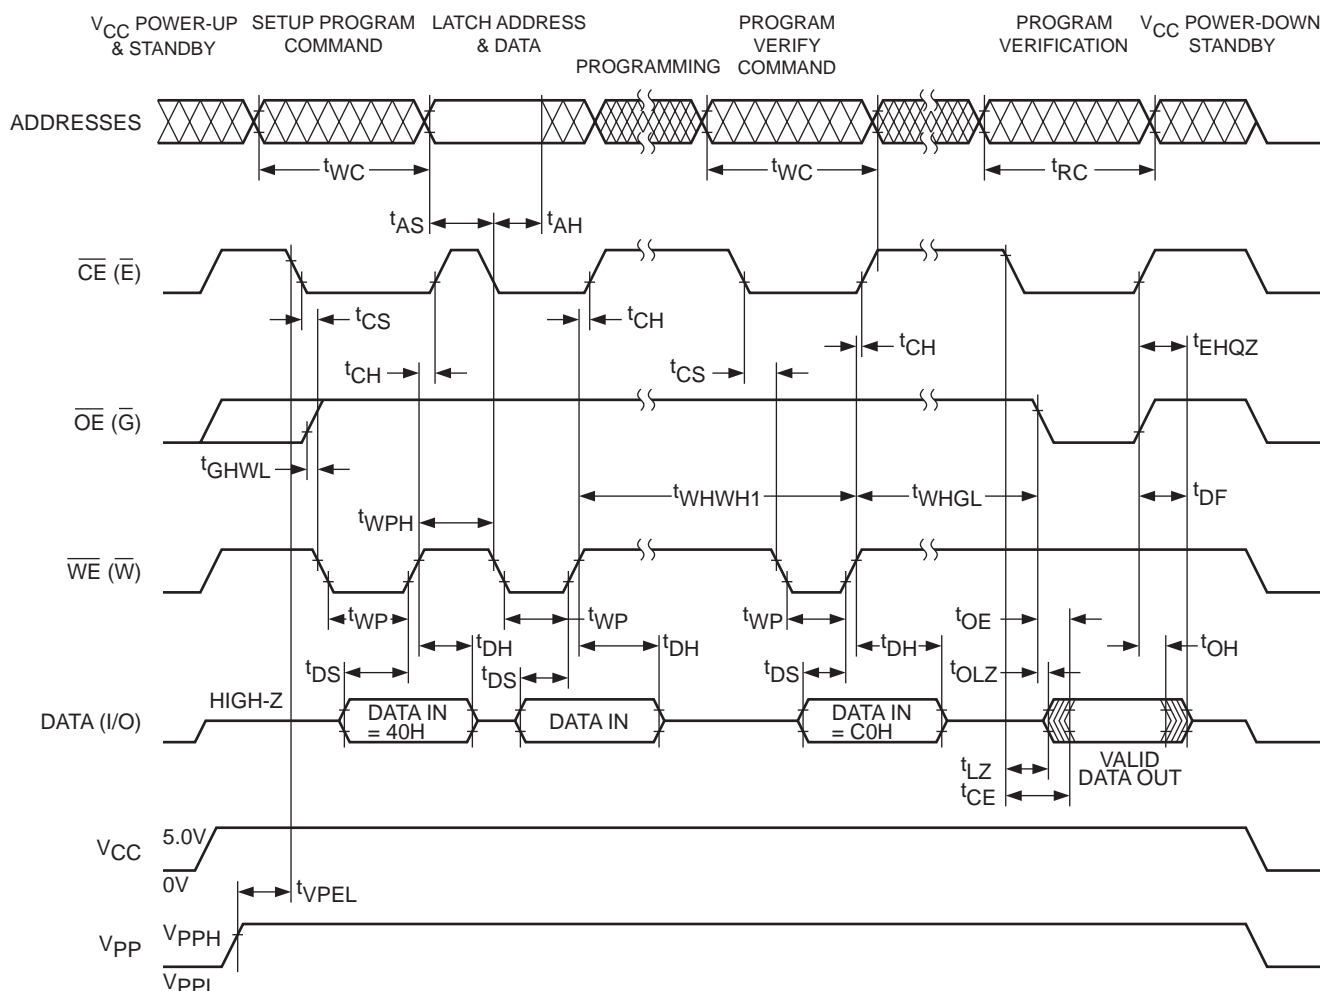 VCC POWER-UP & STANDBY
SETUP PROGRAM COMMAND
LATCH ADDRESS & DATA
PROGRAMMING
PROGRAM VERIFY COMMAND
PROGRAM VERIFICATION
VCC POWER-DOWN STANDBY
ADDRESSES
tWC
tWC
tRC
tAS
tAH
CE (E)
tCS
tCH
tCH
tCS
tCH
tEHQZ
OE (G)
tGHWL
tWPH
tWHWH1
tWHGL
tDF
WE (W)
tWP
tWP
tWP
tOE
tDH
tDH
tDH
tOH
tDS
tDS
tDS
tOLZ
DATA (I/O)
HIGH-Z
DATA IN
= 40H
DATA IN
DATA IN
= C0H
VALID
DATA OUT
tLZ
tCE
VCC
5.0V
0V
tVPEL
VPP
VPPH
VPPL